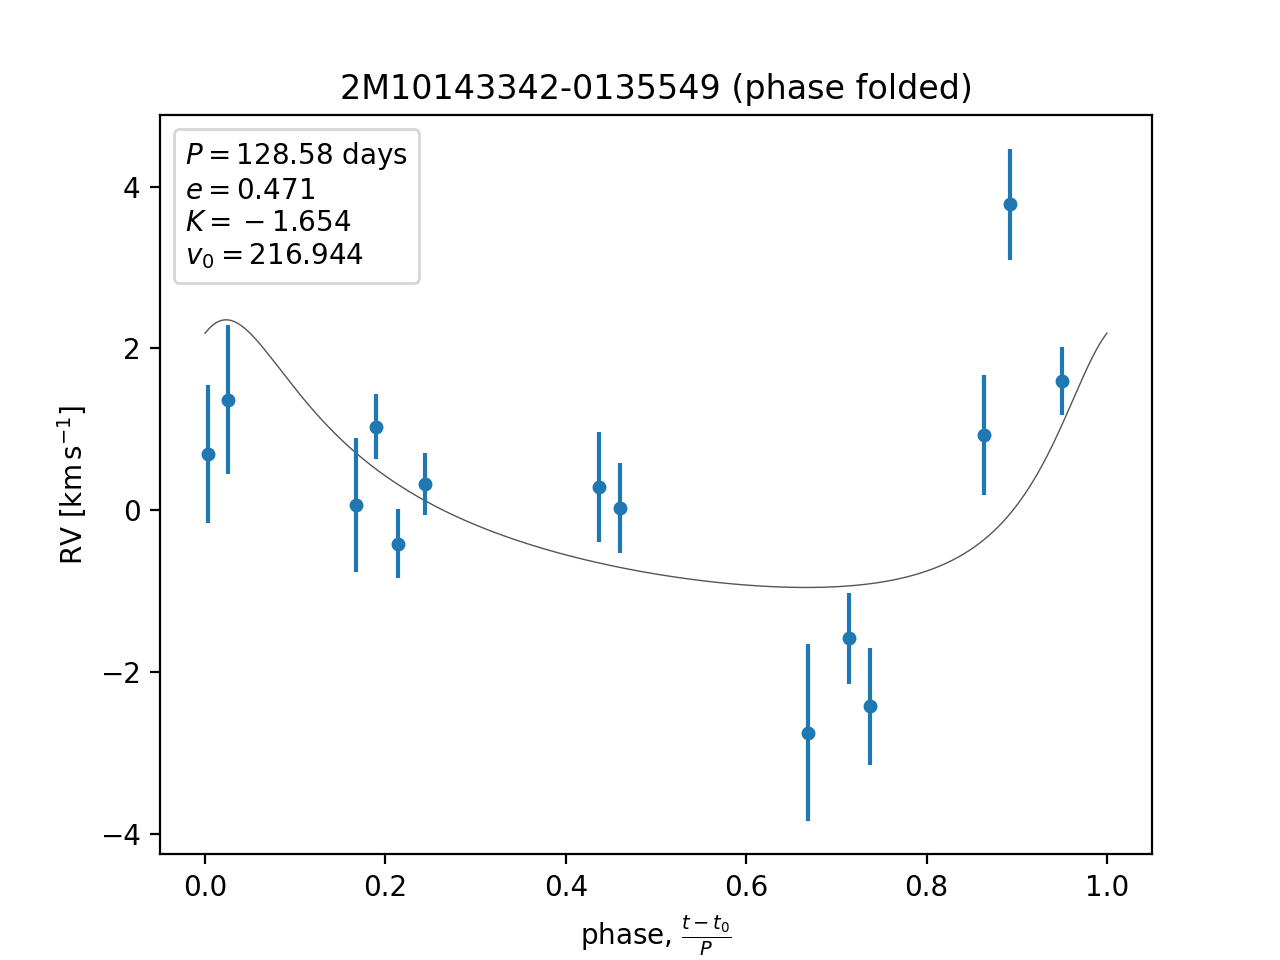 2M10143342-0135549 (phase folded)
P = 128.58 days
e = 0.471
K = −1.654
v₀ = 216.944
RV [km s⁻¹]
4
2
0
−2
−4
0.0 0.2 0.4 0.6 0.8 1.0
phase, (t − t₀)/P